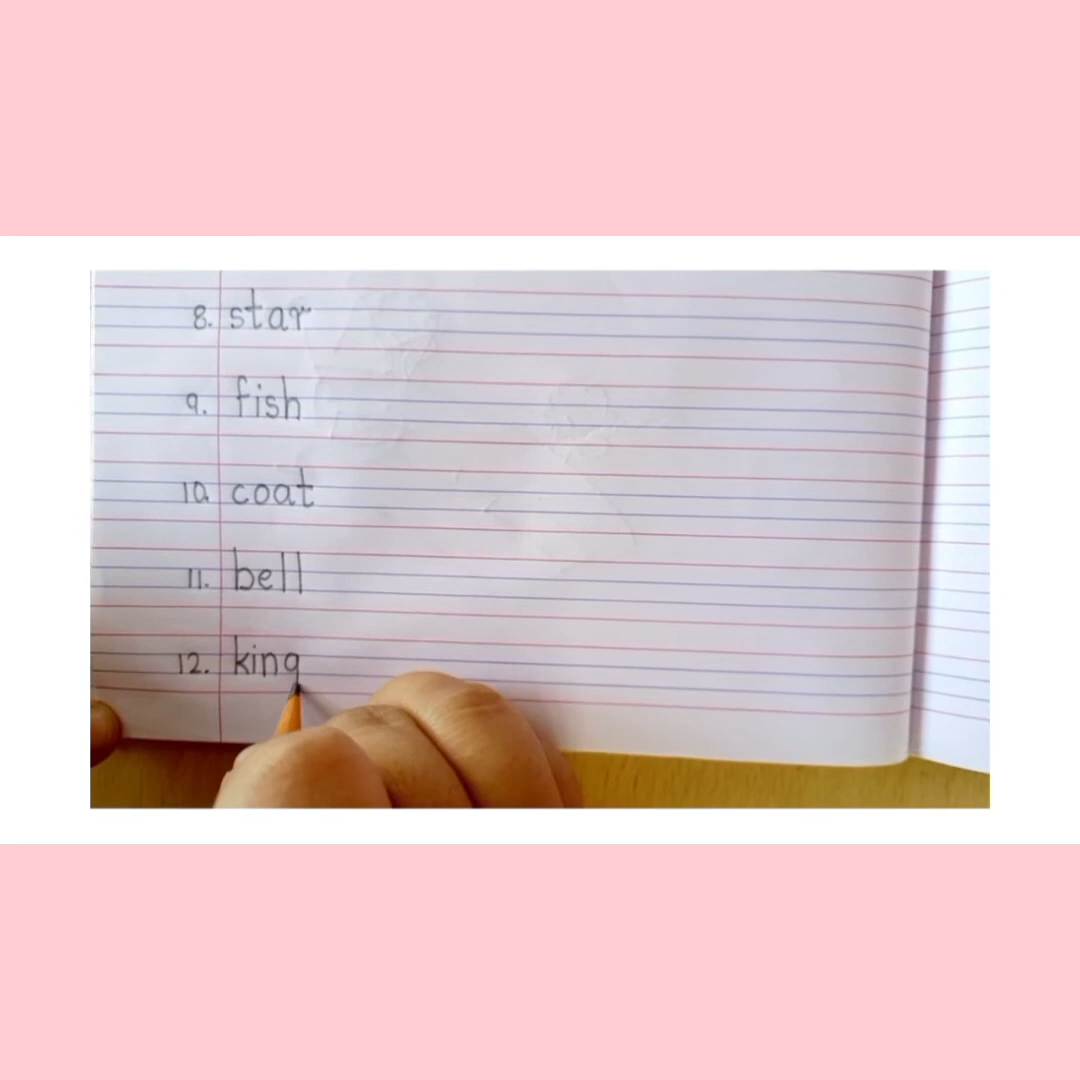 8. star
9. fish
10. coat
11. bell
12. king